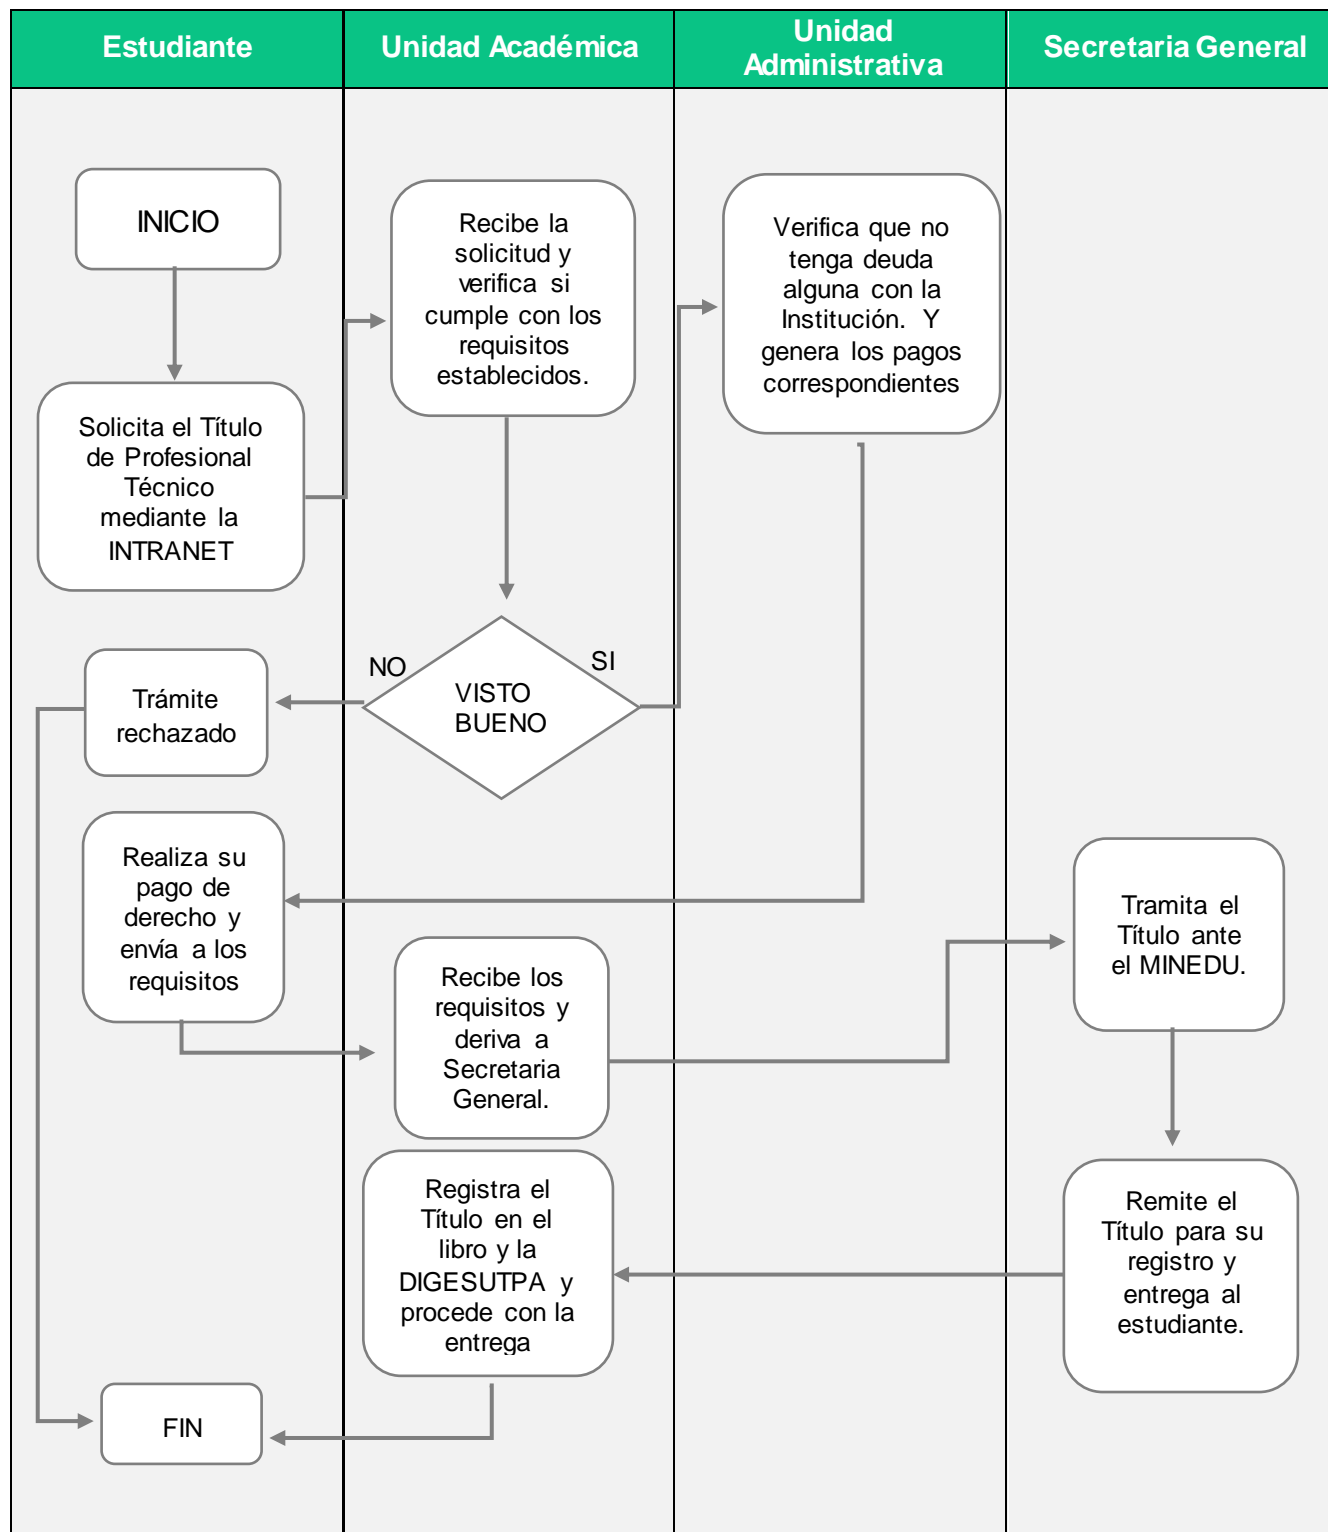 Estudiante
Unidad Académica
Unidad
Administrativa
Secretaria General
INICIO
Solicita el Título
de Profesional
Técnico
mediante la
INTRANET
Recibe la
solicitud y
verifica si
cumple con los
requisitos
establecidos.
Verifica que no
tenga deuda
alguna con la
Institución. Y
genera los pagos
correspondientes
NO
SI
VISTO
BUENO
Trámite
rechazado
Realiza su
pago de
derecho y
envía a los
requisitos
Recibe los
requisitos y
deriva a
Secretaria
General.
Tramita el
Título ante
el MINEDU.
Remite el
Título para su
registro y
entrega al
estudiante.
Registra el
Título en el
libro y la
DIGESUTPA y
procede con la
entrega
FIN